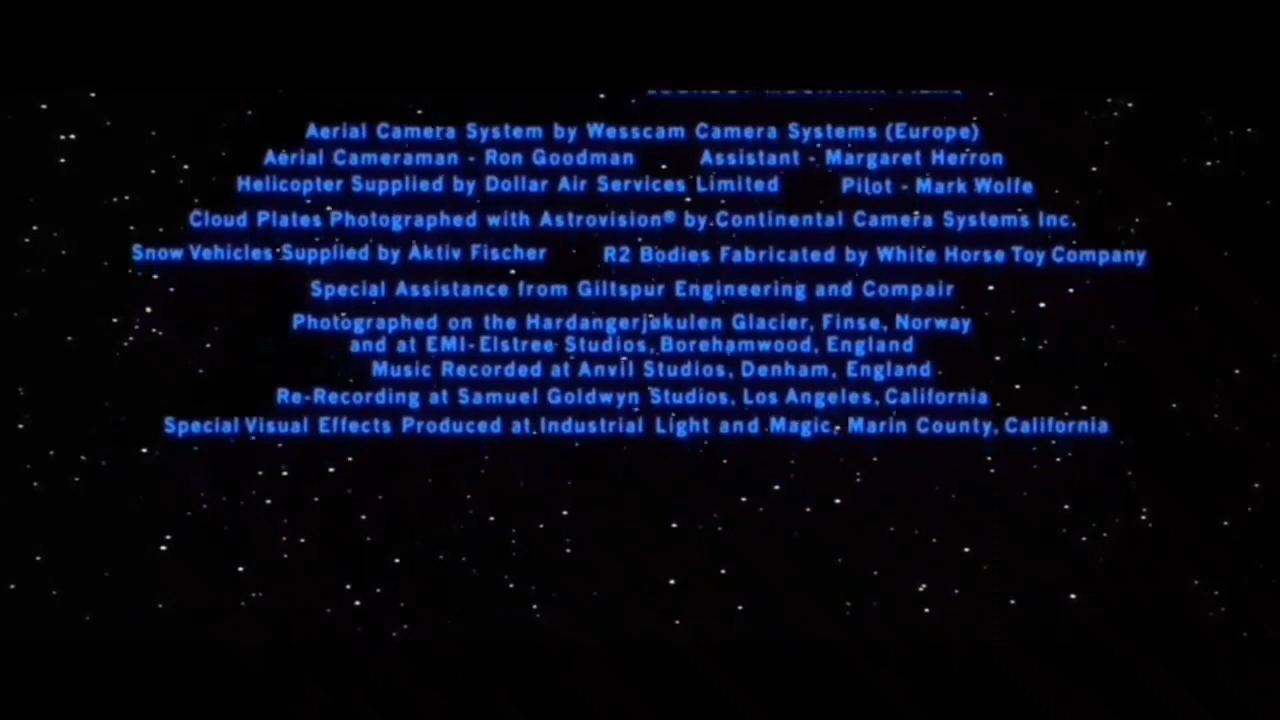 Aerial Camera System by Wesscam Camera Systems (Europe)
Aerial Cameraman - Ron Goodman Assistant - Margaret Herron
Helicopter Supplied by Dollar Air Services Limited Pilot - Mark Wolfe
Cloud Plates Photographed with Astrovision® by Continental Camera Systems Inc.
Snow Vehicles Supplied by Aktiv Fischer R2 Bodies Fabricated by White Horse Toy Company
Special Assistance from Giltspur Engineering and Compair
Photographed on the Hardangerjøkulen Glacier, Finse, Norway
and at EMI-Elstree Studios, Borehamwood, England
Music Recorded at Anvil Studios, Denham, England
Re-Recording at Samuel Goldwyn Studios, Los Angeles, California
Special Visual Effects Produced at Industrial Light and Magic, Marin County, California